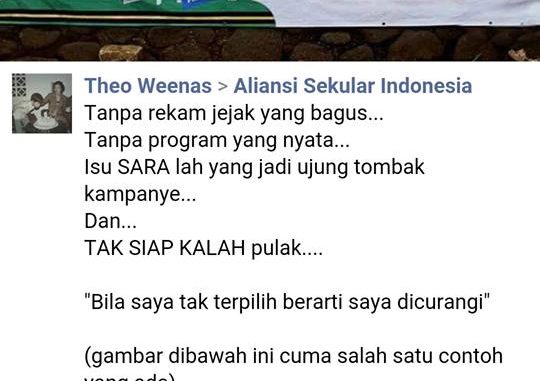 Theo Weenas > Aliansi Sekular Indonesia
Tanpa rekam jejak yang bagus...
Tanpa program yang nyata...
Isu SARA lah yang jadi ujung tombak
kampanye...
Dan...
TAK SIAP KALAH pulak....
"Bila saya tak terpilih berarti saya dicurangi"
(gambar dibawah ini cuma salah satu contoh
yang ada)